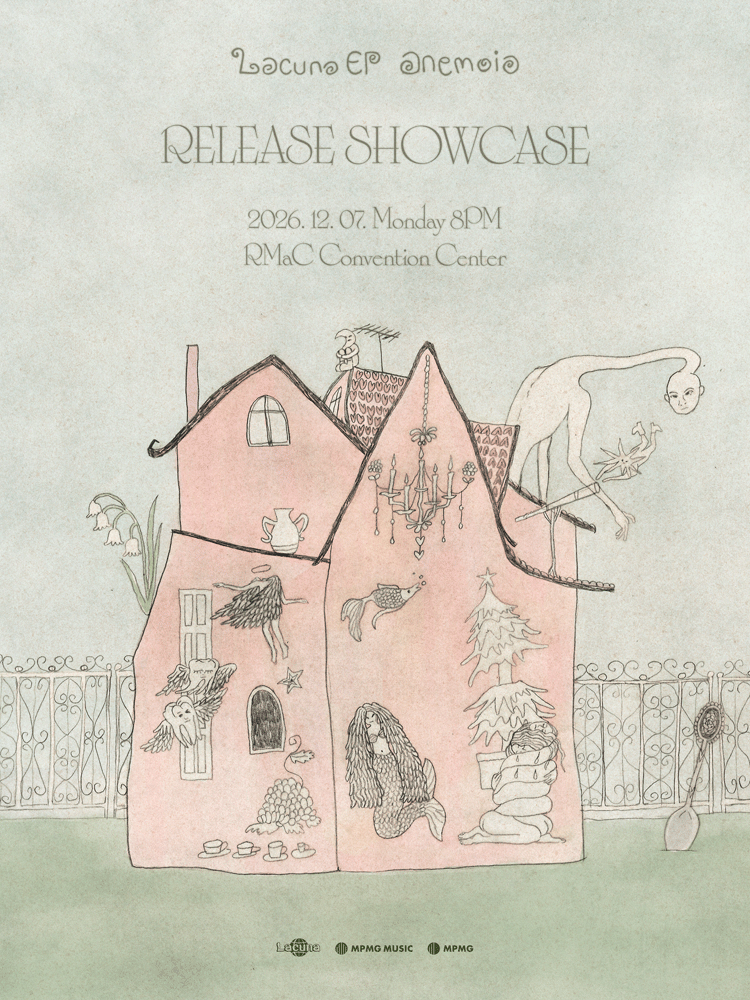 Lacuna EP anemoia
RELEASE SHOWCASE
2026. 12. 07. Monday 8PM
RMaC Convention Center
Lacuna MPMG MUSIC MPMG